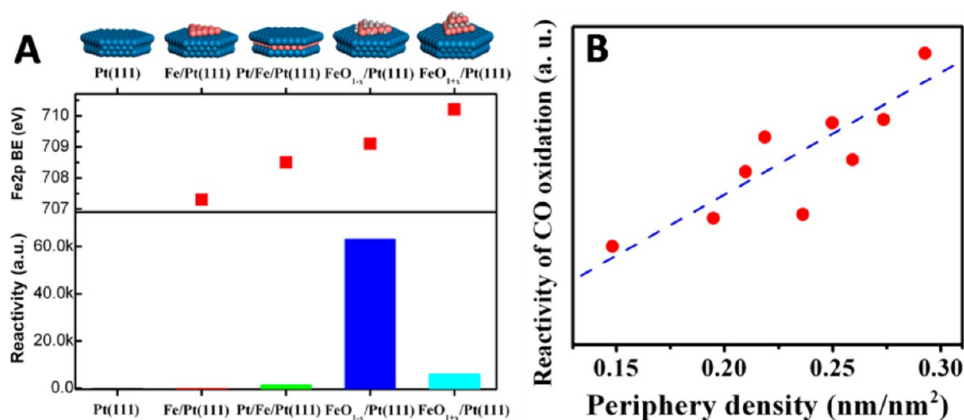 A
Pt(111) Fe/Pt(111) Pt/Fe/Pt(111) FeO1-x/Pt(111) FeO1+x/Pt(111)
Fe2p BE (eV)
710
709
708
707
Reactivity (a.u.)
60.0k
40.0k
20.0k
0.0
Pt(111) Fe/Pt(111) Pt/Fe/Pt(111) FeO1-x/Pt(111) FeO1+x/Pt(111)
B
Reactivity of CO oxidation (a. u.)
0.15 0.20 0.25 0.30
Periphery density (nm/nm²)